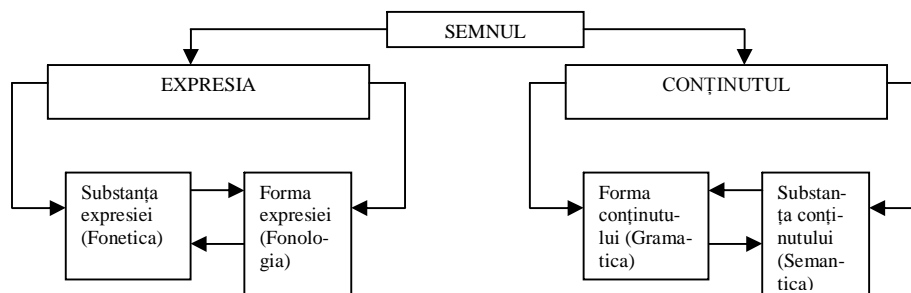 SEMNUL
EXPRESIA
CONȚINUTUL
Substanța
expresiei
(Fonetica)
Forma
expresiei
(Fonolo-
gia)
Forma
conținutu-
lui (Grama-
tica)
Substan-
ța conți-
nutului
(Seman-
tica)